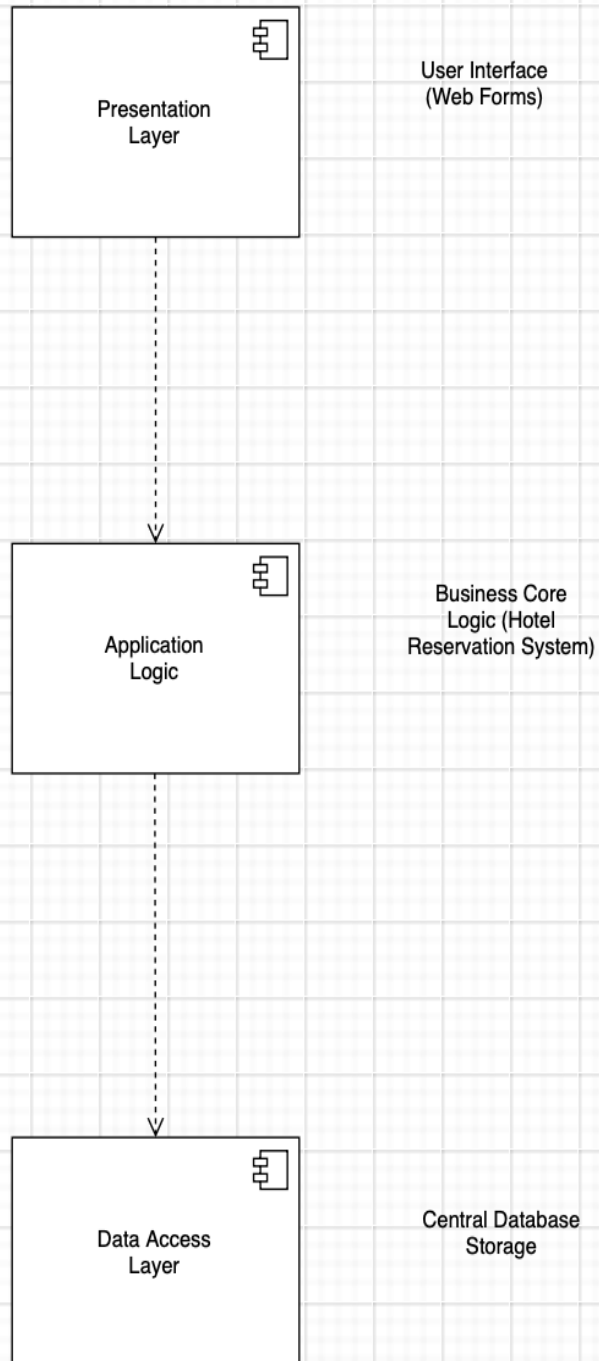 Presentation
Layer
User Interface
(Web Forms)
Application
Logic
Business Core
Logic (Hotel
Reservation System)
Data Access
Layer
Central Database
Storage